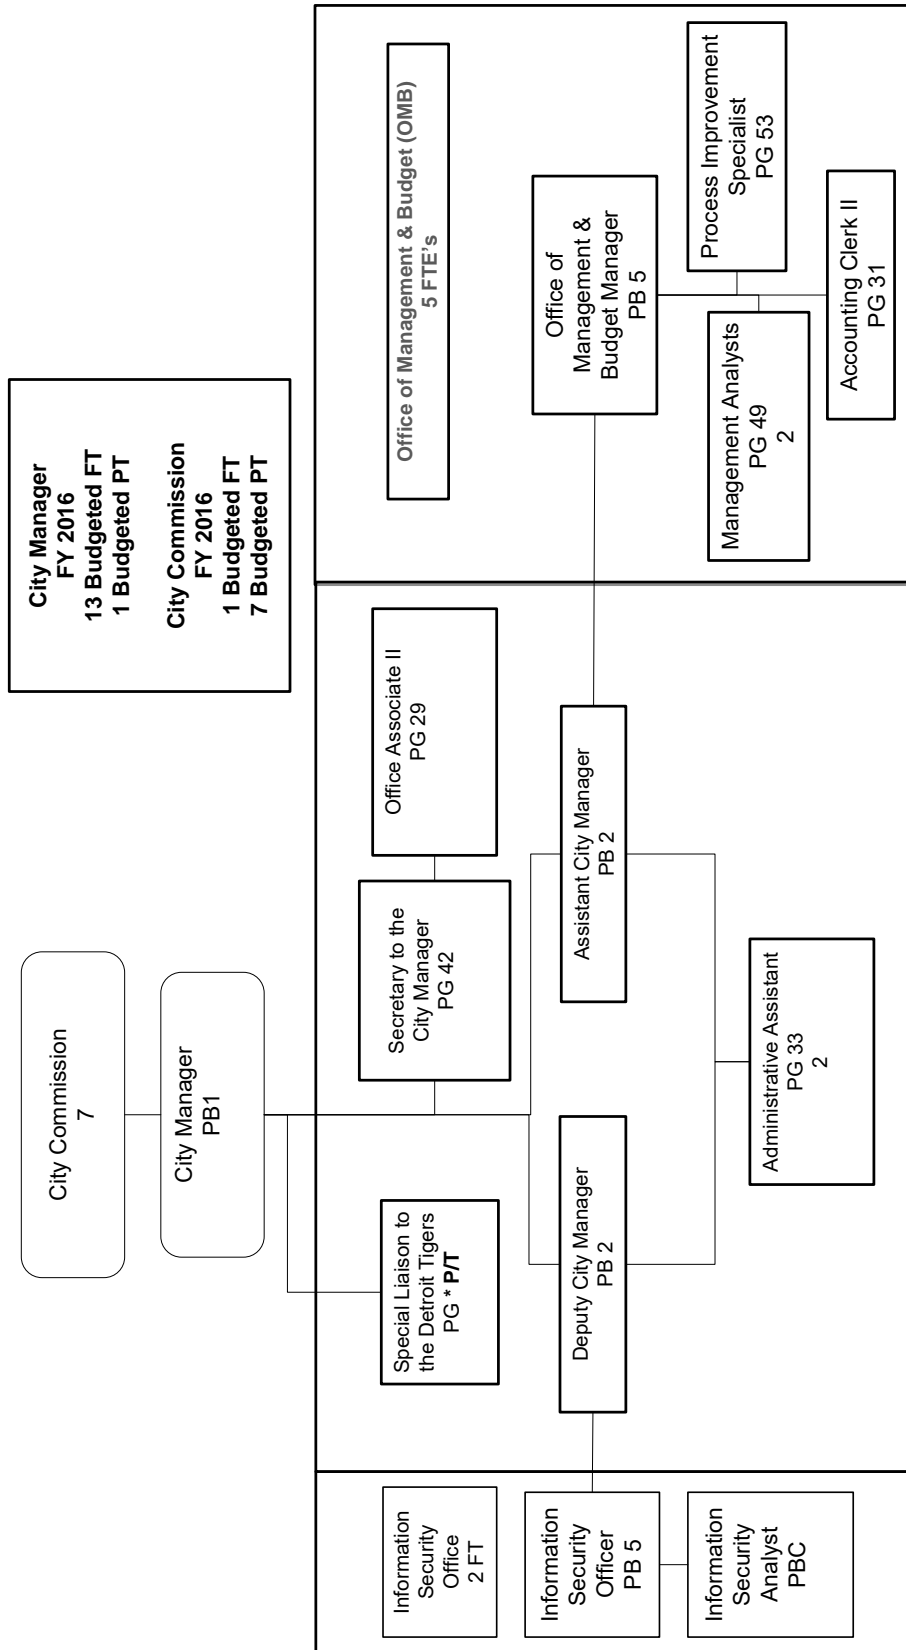 City Commission
7
City Manager
PB1
City Manager
FY 2016
13 Budgeted FT
1 Budgeted PT
City Commission
FY 2016
1 Budgeted FT
7 Budgeted PT
Information
Security
Office
2 FT
Information
Security
Officer
PB 5
Information
Security
Analyst
PBC
Special Liaison to
the Detroit Tigers
PG * P/T
Secretary to the
City Manager
PG 42
Office Associate II
PG 29
Deputy City Manager
PB 2
Assistant City Manager
PB 2
Administrative Assistant
PG 33
2
Office of Management & Budget (OMB)
5 FTE's
Office of
Management &
Budget Manager
PB 5
Management Analysts
PG 49
2
Process Improvement
Specialist
PG 53
Accounting Clerk II
PG 31